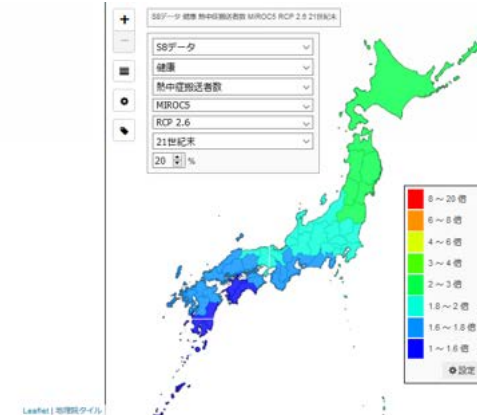 +
S8データ 健康 熱中症搬送者数 MIROC5 RCP 2.6 21世紀末
−
S8データ
健康
熱中症搬送者数
MIROC5
RCP 2.6
21世紀末
20 %
8 ~ 20 倍
6 ~ 8 倍
4 ~ 6 倍
3 ~ 4 倍
2 ~ 3 倍
1.8 ~ 2 倍
1.6 ~ 1.8 倍
1 ~ 1.6 倍
設定
Leaflet | 地理院タイル